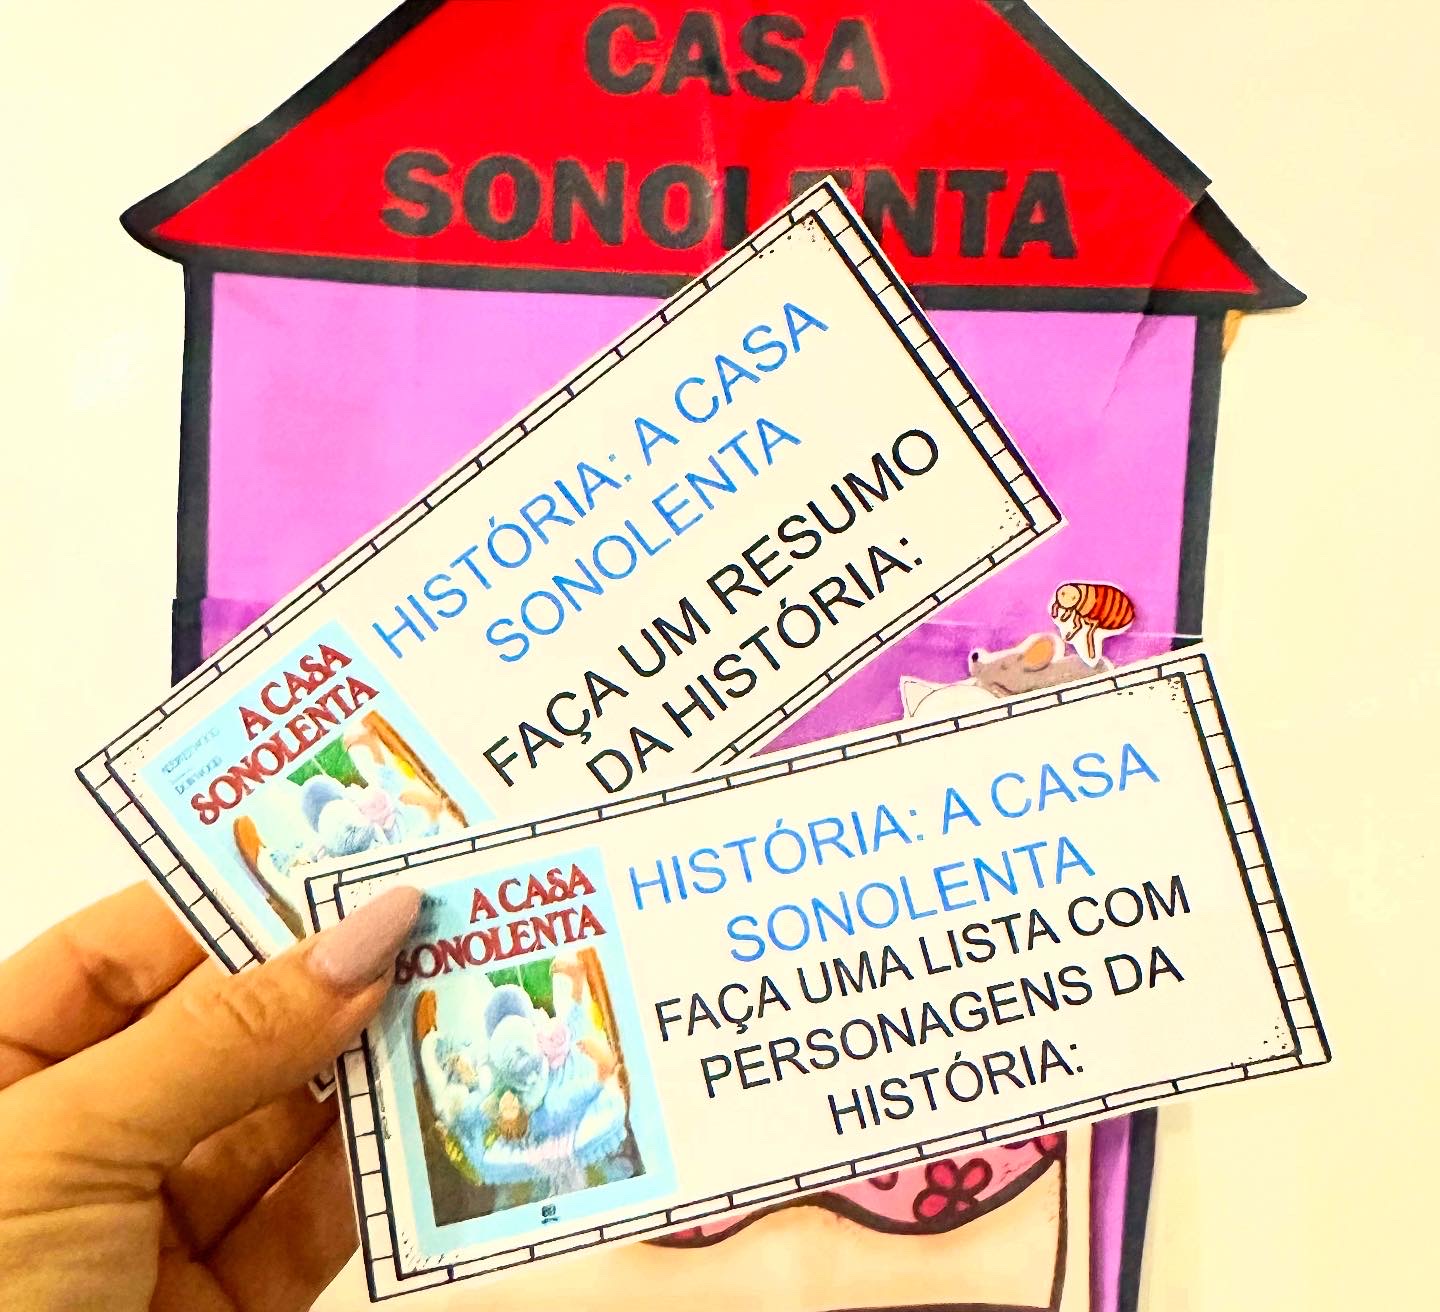 CASA
SONOLENTA
HISTÓRIA: A CASA
SONOLENTA
FAÇA UM RESUMO
DA HISTÓRIA:
A CASA
SONOLENTA
HISTÓRIA: A CASA
SONOLENTA
FAÇA UMA LISTA COM
PERSONAGENS DA
HISTÓRIA:
A CASA
SONOLENTA